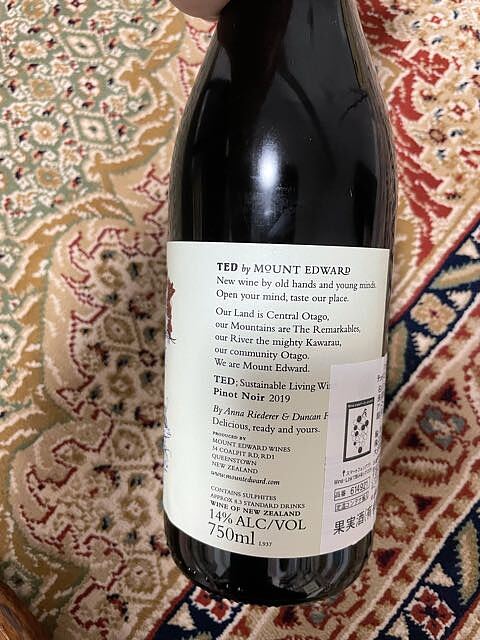 TED by MOUNT EDWARD
New wine by old hands and young minds.
Open your mind, taste our place.
Our Land is Central Otago,
our Mountains are The Remarkables,
our River the mighty Kawarau,
our community Otago.
We are Mount Edward.
TED; Sustainable Living
Pinot Noir 2019
By Anna Riederer & Duncan
Delicious, ready and yours.
PRODUCED BY
MOUNT EDWARD WINES
34 COALPIT RD, RD1
QUEENSTOWN
NEW ZEALAND
www.mountedward.com
CONTAINS SULPHITES
APPROX 8.3 STANDARD DRINKS
WINE OF NEW ZEALAND
14% ALC/VOL
750ml L937
品番
果実酒